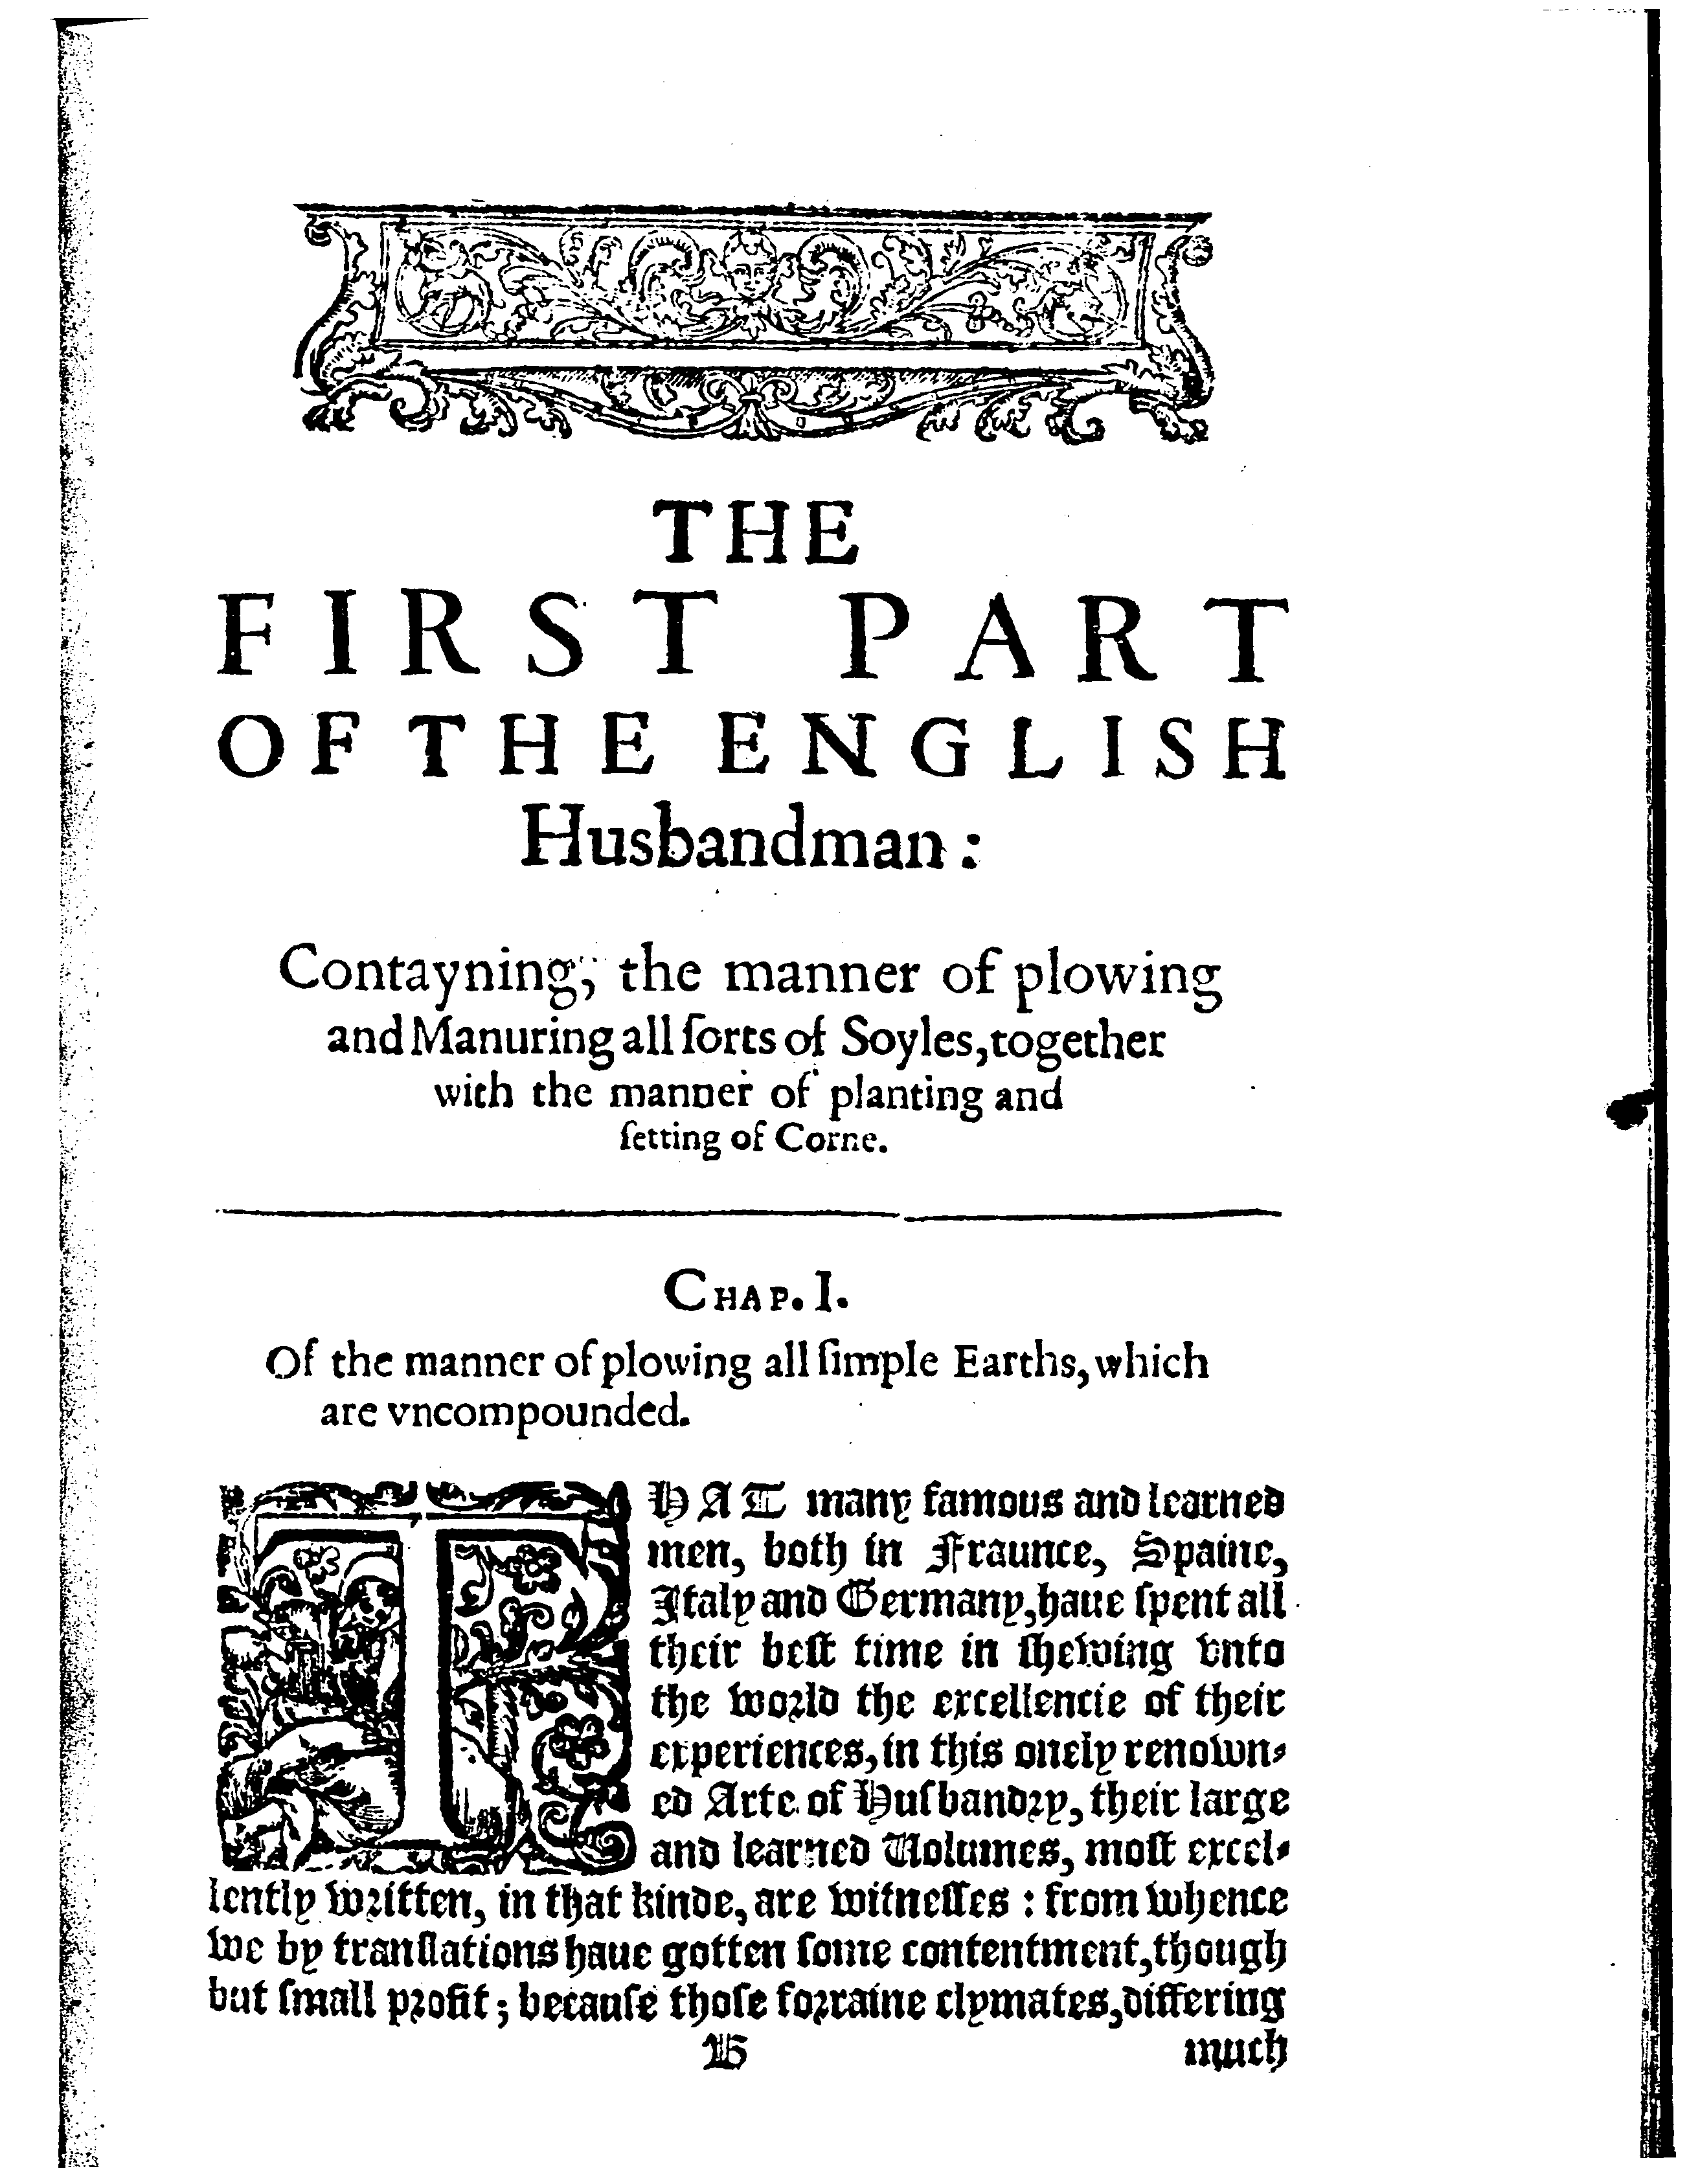 THE
FIRST PART
OF THE ENGLISH
Husbandman:
Contayning, the manner of plowing
and Manuring all ſorts of Soyles, together
with the manner of planting and
ſetting of Corne.
CHAP. I.
Of the manner of plowing all ſimple Earths, which
are vncompounded.
THAT many famous and learned
men, both in Fraunce, Spaine,
Italy and Germany, haue ſpent all
their beſt time in ſhewing vnto
the world the excellencie of their
experiences, in this onely renown-
ed Arte of Huſbandry, their large
and learned Volumes, moſt excel-
lently written, in that kinde, are witneſſes : from whence
we by tranſlations haue gotten ſome contentment, though
but ſmall profit; becauſe thoſe forraine clymates, differing
B much